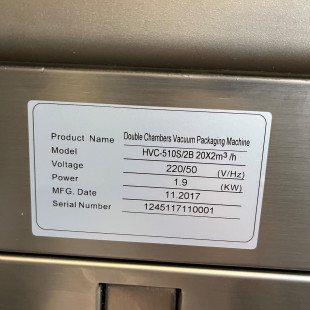 Product Name Double Chambers Vacuum Packaging Machine
Model HVC-510S/2B 20X2m³/h
Voltage 220/50 (V/Hz)
Power 1.9 (KW)
MFG. Date 11.2017
Serial Number 1245117110001